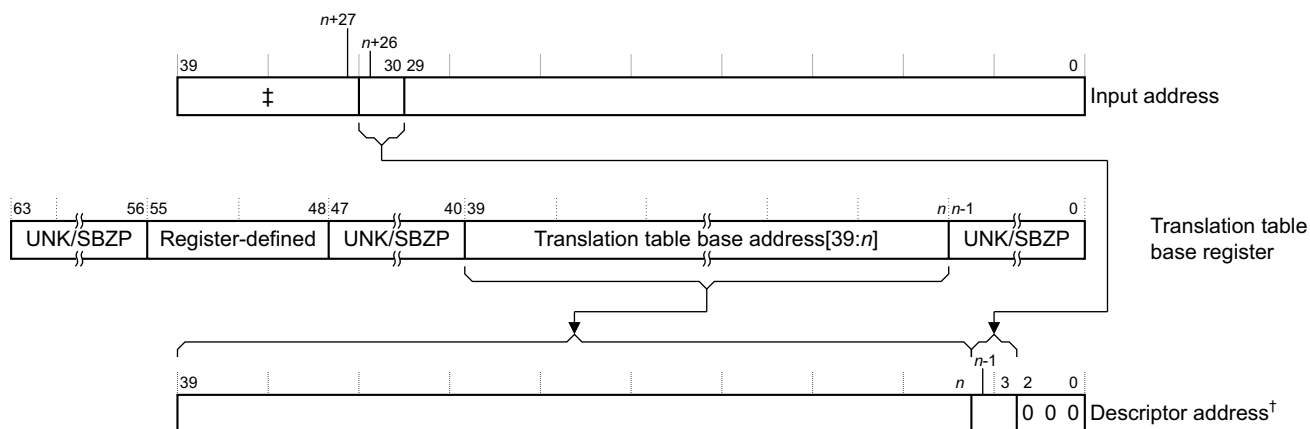 n+27
n+26
39 30 29 0
‡ Input address
63 56 55 48 47 40 39 n n-1 0
UNK/SBZP Register-defined UNK/SBZP Translation table base address[39:n] UNK/SBZP
Translation table
base register
n-1
39 n 3 2 0
0 0 0 Descriptor address†